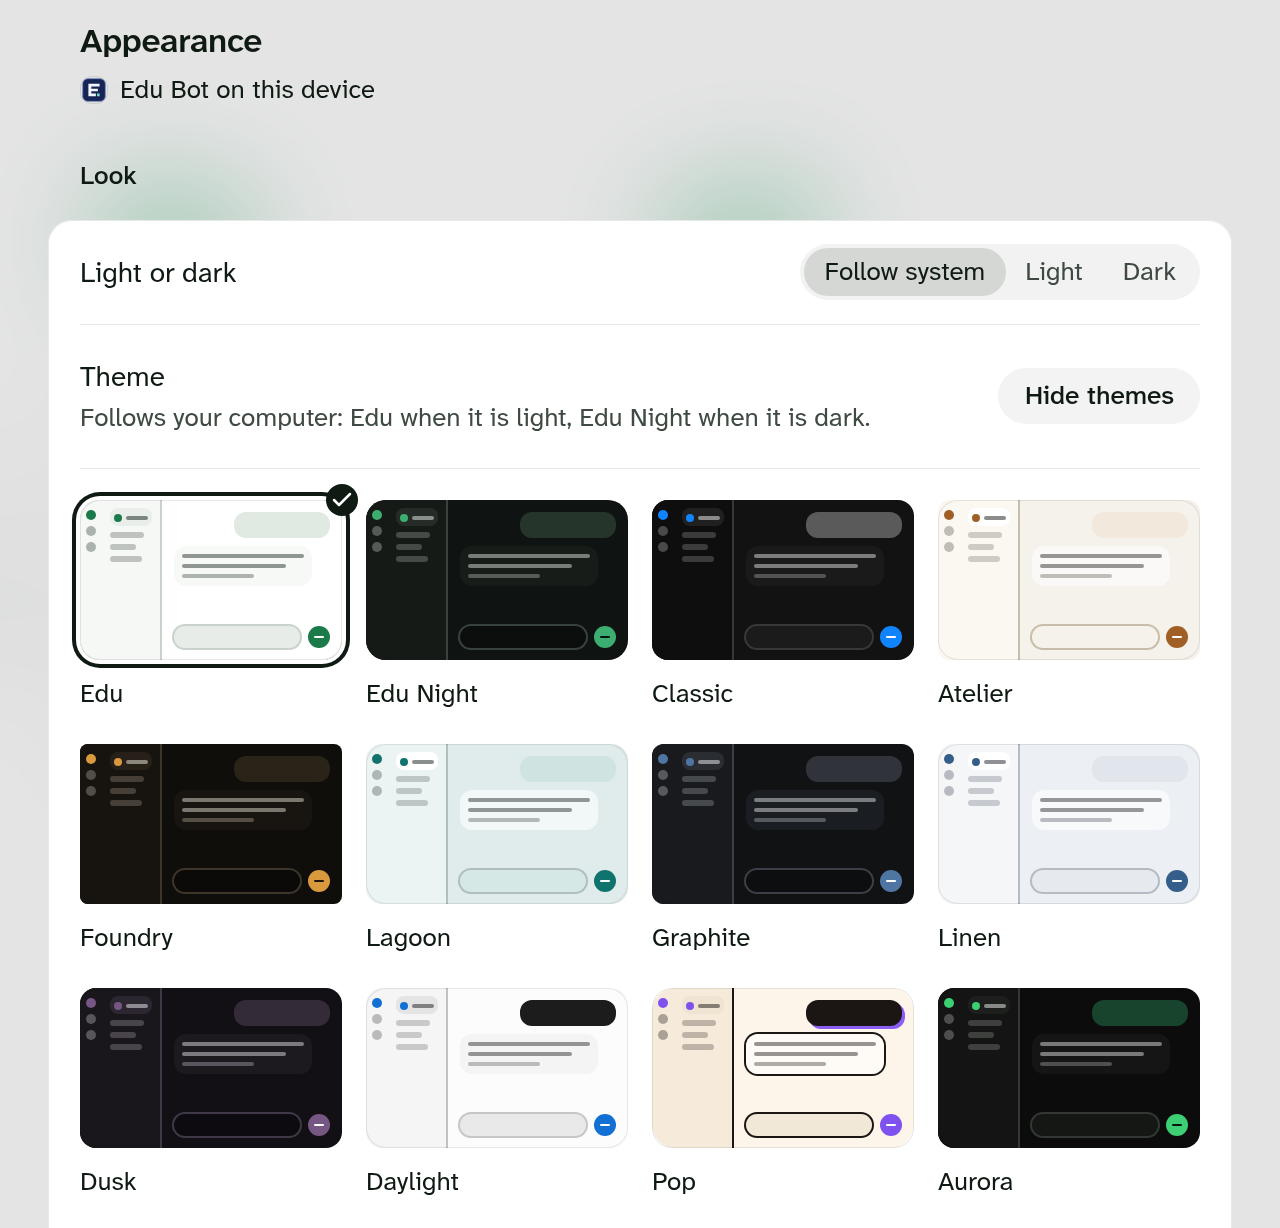 Appearance
E Edu Bot on this device
Look
Light or dark
Follow system Light Dark
Theme
Follows your computer: Edu when it is light, Edu Night when it is dark.
Hide themes
Edu Edu Night Classic Atelier
Foundry Lagoon Graphite Linen
Dusk Daylight Pop Aurora